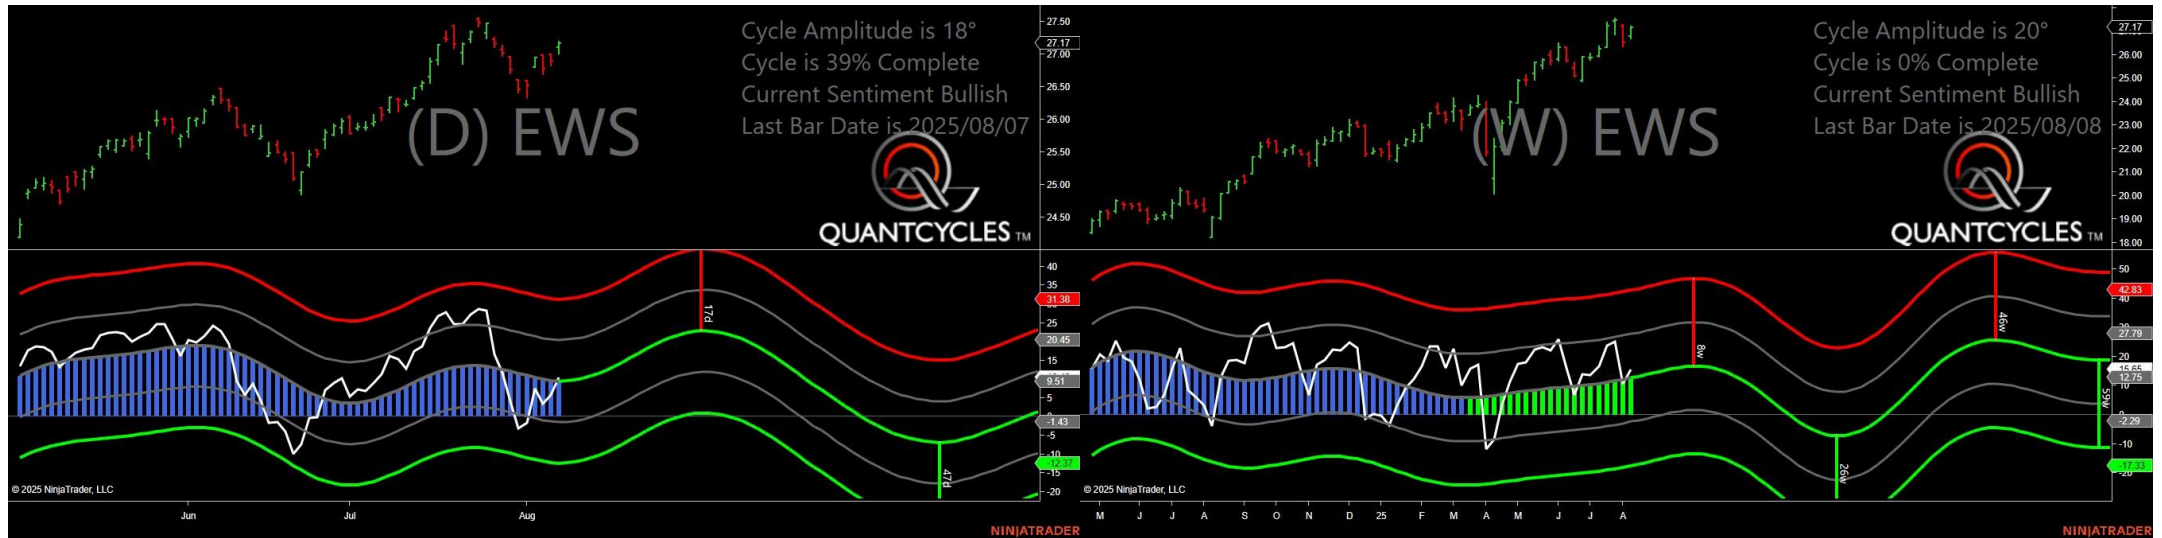 Cycle Amplitude is 18°
Cycle is 39% Complete
Current Sentiment Bullish
Last Bar Date is 2025/08/07
(D) EWS
QUANTCYCLES TM
27.50
27.17
27.00
26.50
26.00
25.50
25.00
24.50
40
35
31.38
25
20.45
15
9.51
5
-1.43
-5
-10
-12.37
-15
-20
17d
47d
© 2025 NinjaTrader, LLC
Jun
Jul
Aug
NINJATRADER
Cycle Amplitude is 20°
Cycle is 0% Complete
Current Sentiment Bullish
Last Bar Date is 2025/08/08
(W) EWS
QUANTCYCLES TM
27.17
26.00
25.00
24.00
23.00
22.00
21.00
20.00
19.00
18.00
50
42.83
40
27.79
20
15.65
12.75
-2.29
-10
-17.33
8w
26w
46w
59w
© 2025 NinjaTrader, LLC
M J J A S O N D 25 F M A M J J A
NINJATRADER